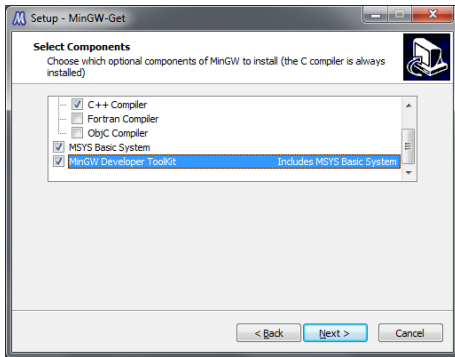 Setup - MinGW-Get
Select Components
Choose which optional components of MinGW to install (the C compiler is always
installed)
C++ Compiler
Fortran Compiler
ObjC Compiler
MSYS Basic System
MinGW Developer ToolKit Includes MSYS Basic System
< Back Next > Cancel